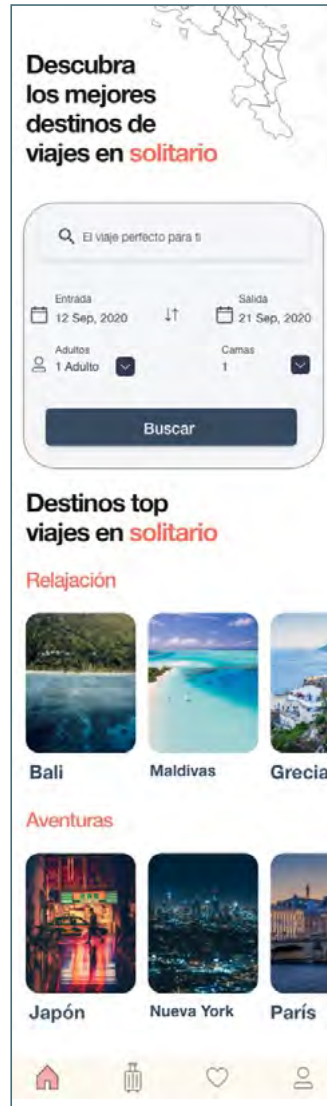 Descubra
los mejores
destinos de
viajes en solitario
El viaje perfecto para ti
Entrada
12 Sep, 2020
Salida
21 Sep, 2020
Adultos
1 Adulto
Camas
1
Buscar
Destinos top
viajes en solitario
Relajación
Bali
Maldivas
Grecia
Aventuras
Japón
Nueva York
París